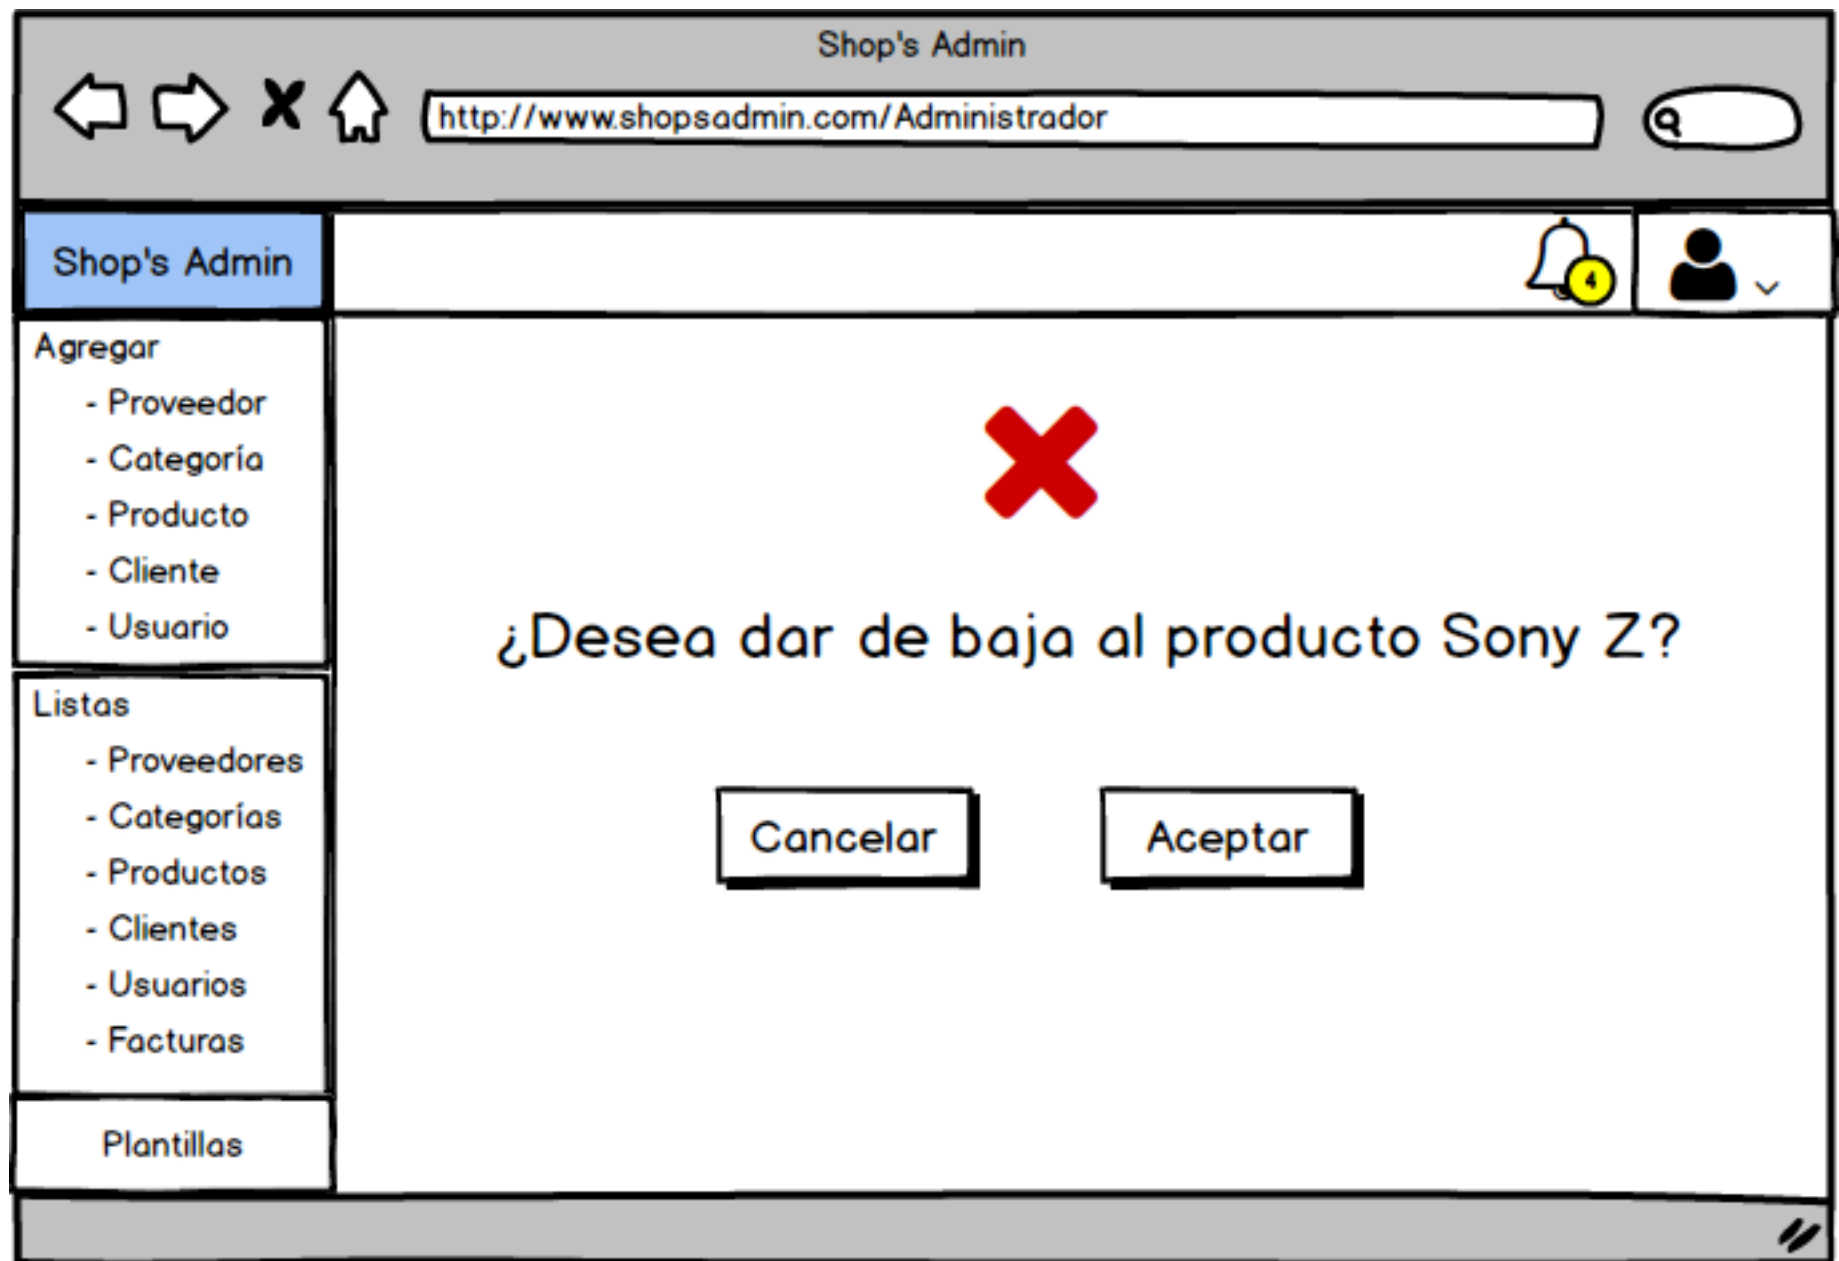 Shop's Admin
http://www.shopsadmin.com/Administrador
Shop's Admin
4
Agregar
- Proveedor
- Categoría
- Producto
- Cliente
- Usuario
Listas
- Proveedores
- Categorías
- Productos
- Clientes
- Usuarios
- Facturas
Plantillas
¿Desea dar de baja al producto Sony Z?
Cancelar
Aceptar